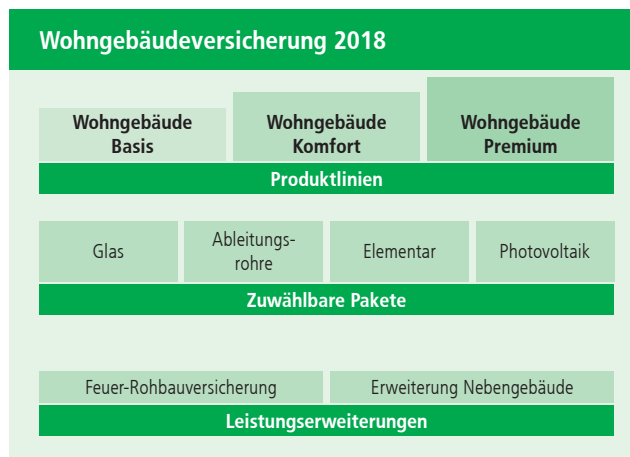 Wohngebäudeversicherung 2018
Wohngebäude
Basis
Wohngebäude
Komfort
Wohngebäude
Premium
Produktlinien
Glas
Ableitungs-
rohre
Elementar
Photovoltaik
Zuwählbare Pakete
Feuer-Rohbauversicherung
Erweiterung Nebengebäude
Leistungserweiterungen